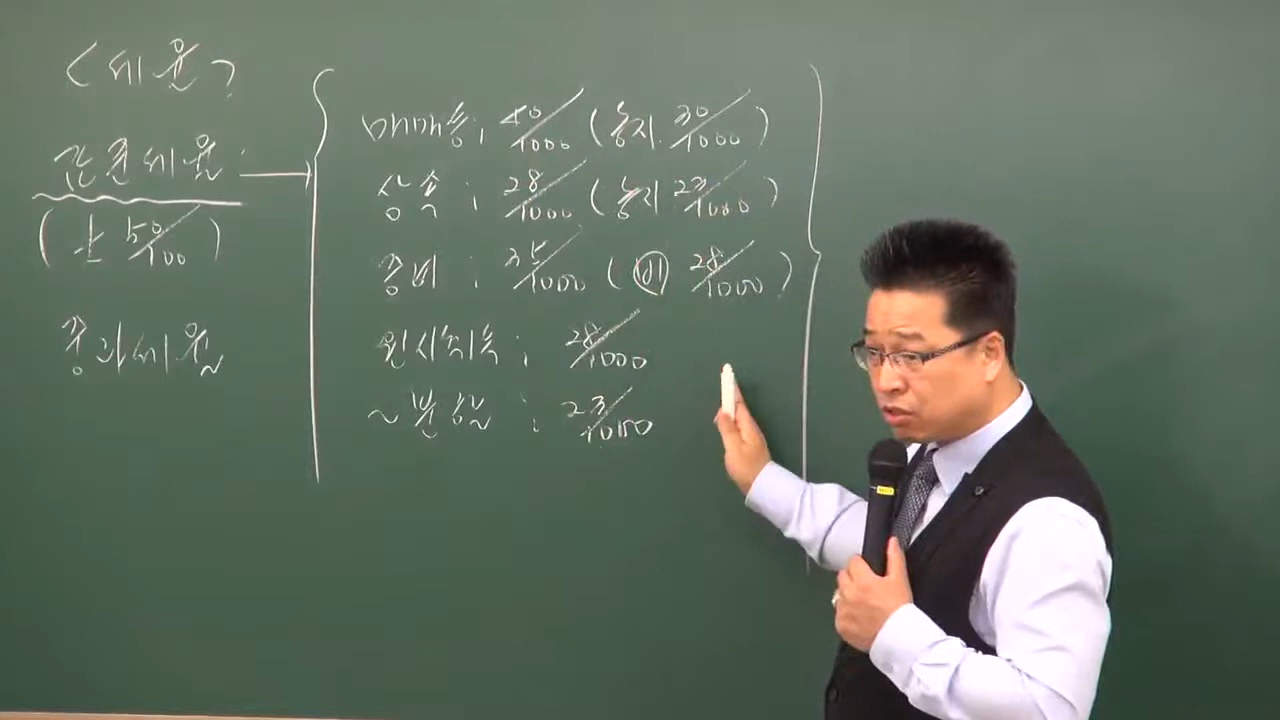 <세율>
표준세율
(± 50/100)
중과세율
매매등; 40/1000 (농지. 30/1000)
상속 ; 28/1000 (농지 23/1000)
증여 ; 35/1000 (비 28/1000)
원시취득 ; 28/1000
~분할 ; 23/1000